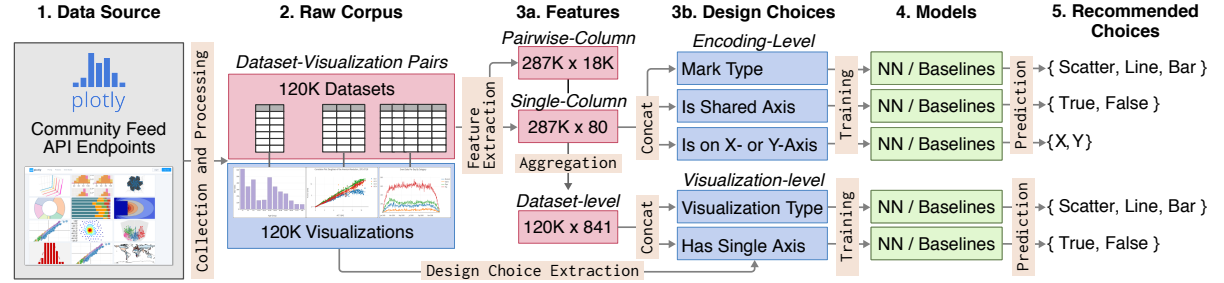 1. Data Source
2. Raw Corpus
3a. Features
3b. Design Choices
4. Models
5. Recommended
Choices
plotly
Community Feed
API Endpoints
Collection and Processing
Dataset-Visualization Pairs
120K Datasets
120K Visualizations
Feature
Extraction
Pairwise-Column
287K x 18K
Single-Column
287K x 80
Aggregation
Dataset-level
120K x 841
Design Choice Extraction
Concat
Encoding-Level
Mark Type
Is Shared Axis
Is on X- or Y-Axis
Training
NN / Baselines
NN / Baselines
NN / Baselines
Prediction
{ Scatter, Line, Bar }
{ True, False }
{X, Y}
Concat
Visualization-level
Visualization Type
Has Single Axis
Training
NN / Baselines
NN / Baselines
Prediction
{ Scatter, Line, Bar }
{ True, False }